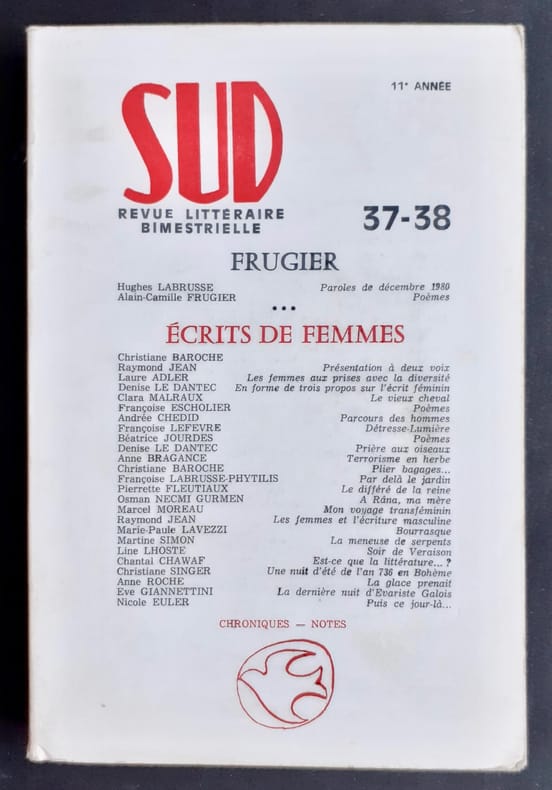 SUD
11e ANNÉE
REVUE LITTÉRAIRE
BIMESTRIELLE
37-38
FRUGIER
Hughes LABRUSSE Paroles de décembre 1980
Alain-Camille FRUGIER Poèmes
•••
ÉCRITS DE FEMMES
Christiane BAROCHE
Raymond JEAN Présentation à deux voix
Laure ADLER Les femmes aux prises avec la diversité
Denise LE DANTEC En forme de trois propos sur l'écrit féminin
Clara MALRAUX Le vieux cheval
Françoise ESCHOLIER Poèmes
Andrée CHEDID Parcours des hommes
Françoise LEFEVRE Détresse-Lumière
Béatrice JOURDES Poèmes
Denise LE DANTEC Prière aux oiseaux
Anne BRAGANCE Terrorisme en herbe
Christiane BAROCHE Plier bagages...
Françoise LABRUSSE-PHYTILIS Par delà le jardin
Pierrette FLEUTIAUX Le différé de la reine
Osman NECMI GURMEN A Râna, ma mère
Marcel MOREAU Mon voyage transféminin
Raymond JEAN Les femmes et l'écriture masculine
Marie-Paule LAVEZZI Bourrasque
Martine SIMON La meneuse de serpents
Line LHOSTE Soir de Veraison
Chantal CHAWAF Est-ce que la littérature... ?
Christiane SINGER Une nuit d'été de l'an 736 en Bohème
Anne ROCHE La glace prenait
Eve GIANNETTINI La dernière nuit d'Evariste Galois
Nicole EULER Puis ce jour-là...
CHRONIQUES — NOTES